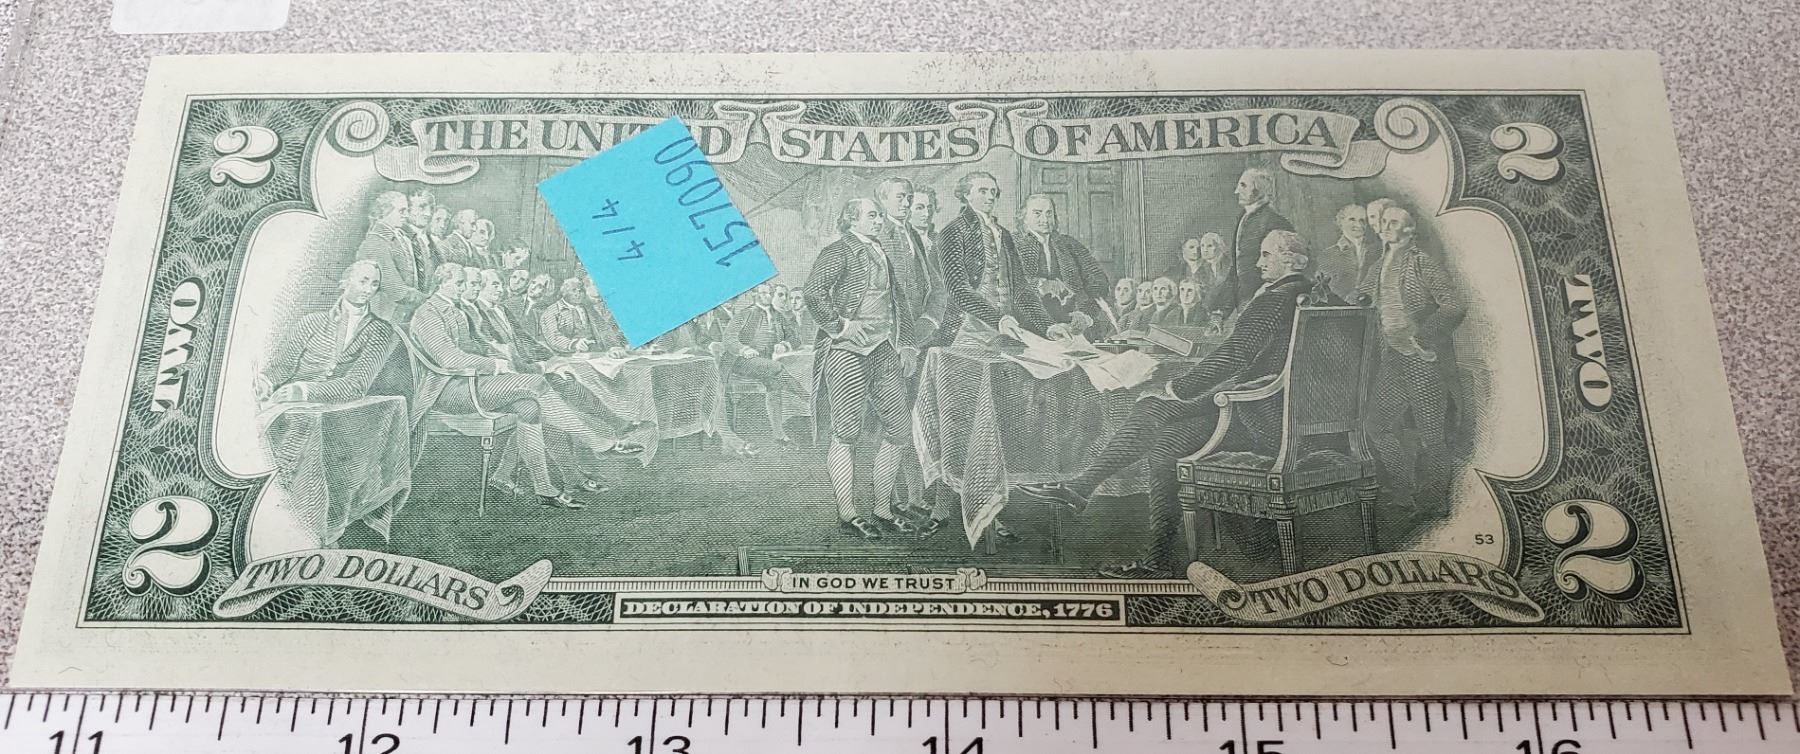 THE UNITED STATES OF AMERICA
2
2
157090
4/4
TWO
TWO
2
2
53
TWO DOLLARS
IN GOD WE TRUST
TWO DOLLARS
DECLARATION OF INDEPENDENCE, 1776
11 12 13 14 15 16